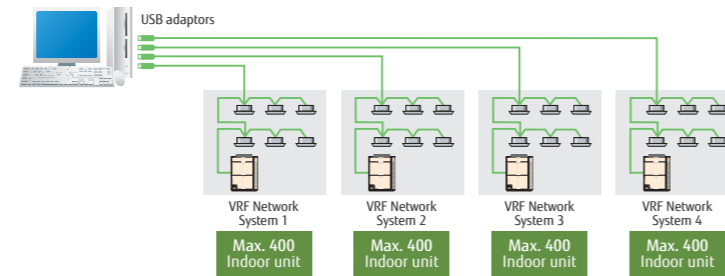 USB adaptors
VRF Network
System 1
Max. 400
Indoor unit
VRF Network
System 2
Max. 400
Indoor unit
VRF Network
System 3
Max. 400
Indoor unit
VRF Network
System 4
Max. 400
Indoor unit